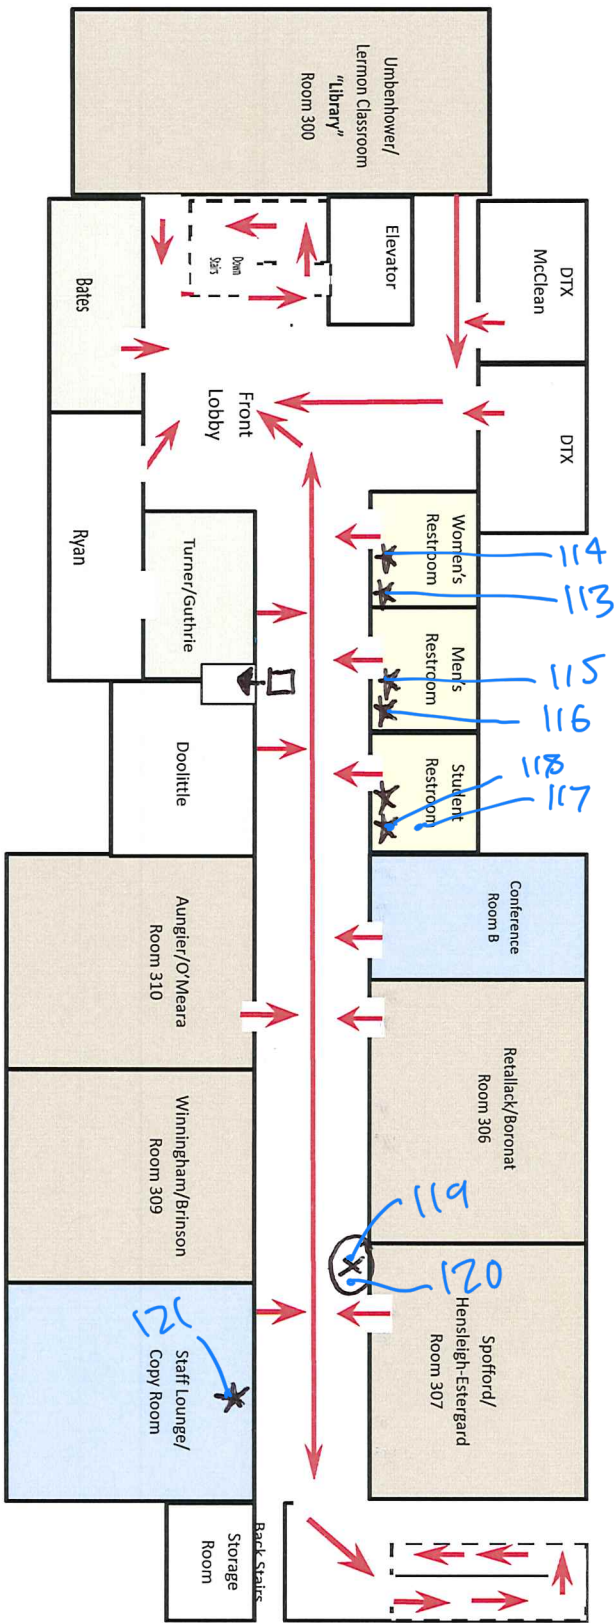 Umbenhower/
Lermon Classroom
"Library"
Room 300
Elevator
Down
Stairs
DTX
McClean
DTX
Bates
Front
Lobby
Ryan
Turner/Guthrie
Women's
Restroom
114
113
Men's
Restroom
115
116
Student
Restroom
118
117
Doolittle
Conference
Room B
Aungier/O'Meara
Room 310
Retallack/Boronat
Room 306
Winningham/Brinson
Room 309
119
120
Spofford/
Hensleigh-Estergard
Room 307
121
Staff Lounge/
Copy Room
Storage
Room
Back Stairs